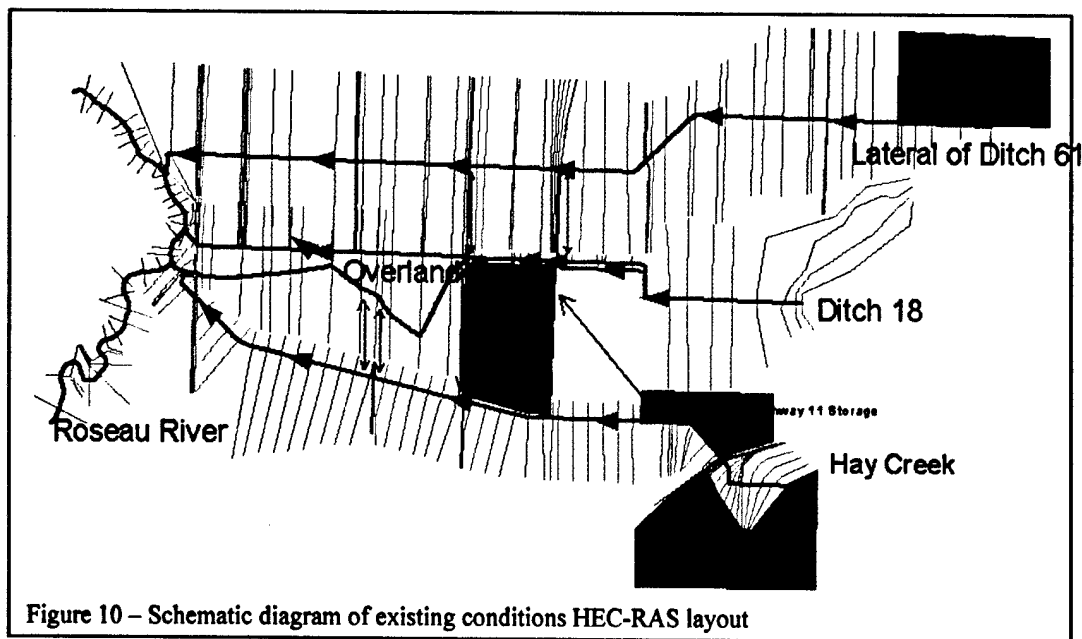 Lateral of Ditch 61
Overland
Ditch 18
hway 11 Storage
Roseau River
Hay Creek
Figure 10 – Schematic diagram of existing conditions HEC-RAS layout